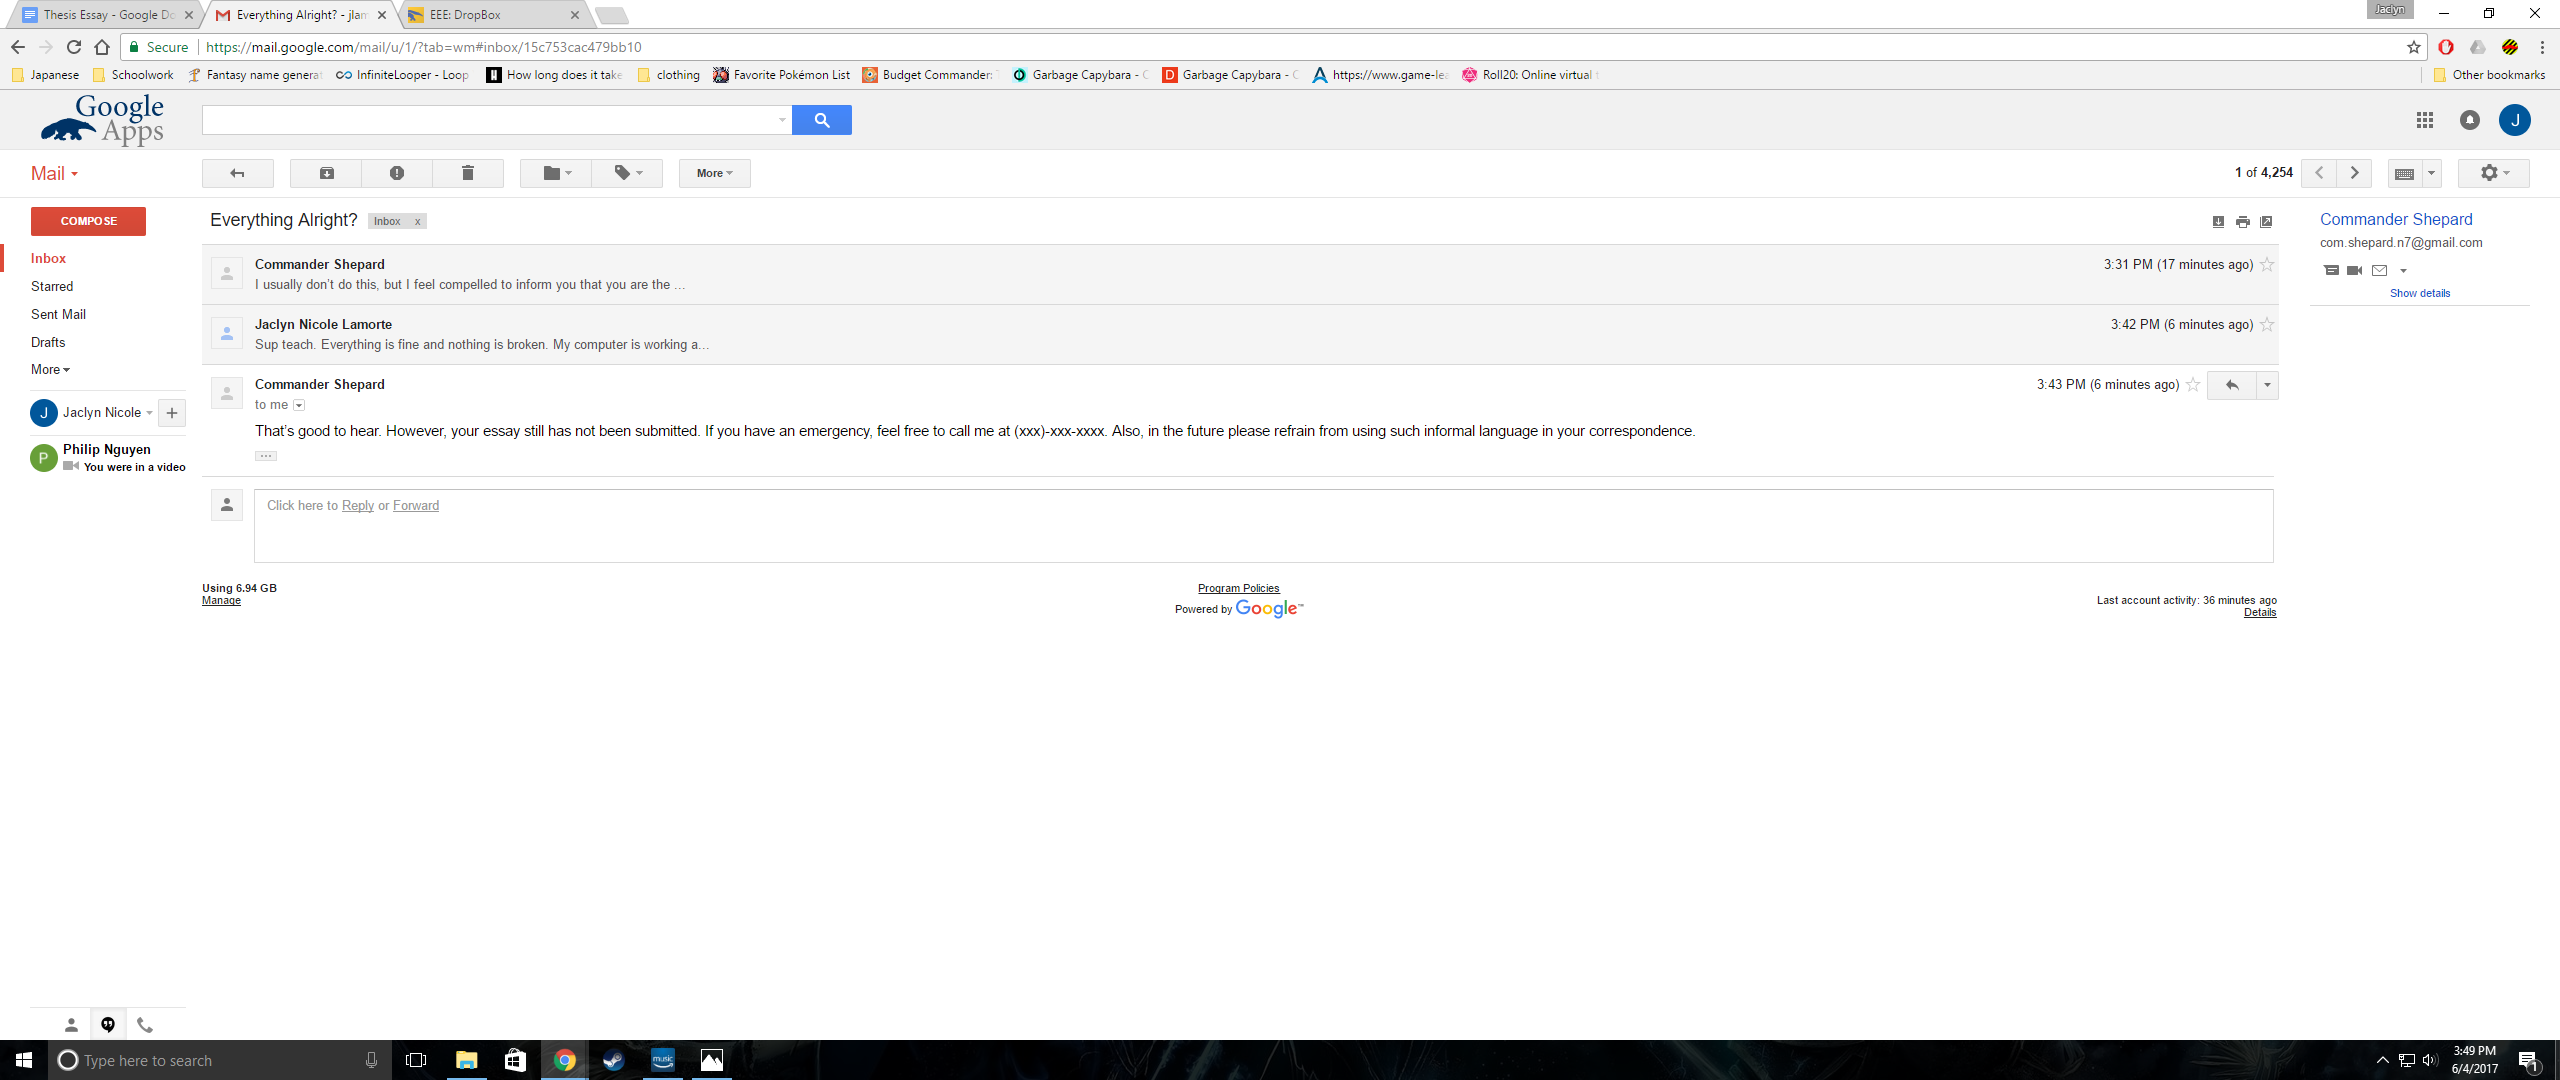 Thesis Essay - Google Do
Everything Alright? - jlam
EEE: DropBox
Jaclyn
Secure https://mail.google.com/mail/u/1/?tab=wm#inbox/15c753cac479bb10
Japanese Schoolwork Fantasy name generat InfiniteLooper - Loop How long does it take clothing Favorite Pokémon List Budget Commander: Garbage Capybara - Garbage Capybara - https://www.game-lea Roll20: Online virtual Other bookmarks
Google
Apps
J
Mail
More
1 of 4,254
COMPOSE
Everything Alright? Inbox x
Commander Shepard
com.shepard.n7@gmail.com
Show details
Inbox
Starred
Sent Mail
Drafts
More
J Jaclyn Nicole +
P Philip Nguyen
You were in a video
Commander Shepard 3:31 PM (17 minutes ago)
I usually don't do this, but I feel compelled to inform you that you are the ...
Jaclyn Nicole Lamorte 3:42 PM (6 minutes ago)
Sup teach. Everything is fine and nothing is broken. My computer is working a...
Commander Shepard 3:43 PM (6 minutes ago)
to me
That's good to hear. However, your essay still has not been submitted. If you have an emergency, feel free to call me at (xxx)-xxx-xxxx. Also, in the future please refrain from using such informal language in your correspondence.
...
Click here to Reply or Forward
Using 6.94 GB
Manage
Program Policies
Powered by Google™
Last account activity: 36 minutes ago
Details
Type here to search
music
3:49 PM
6/4/2017
1